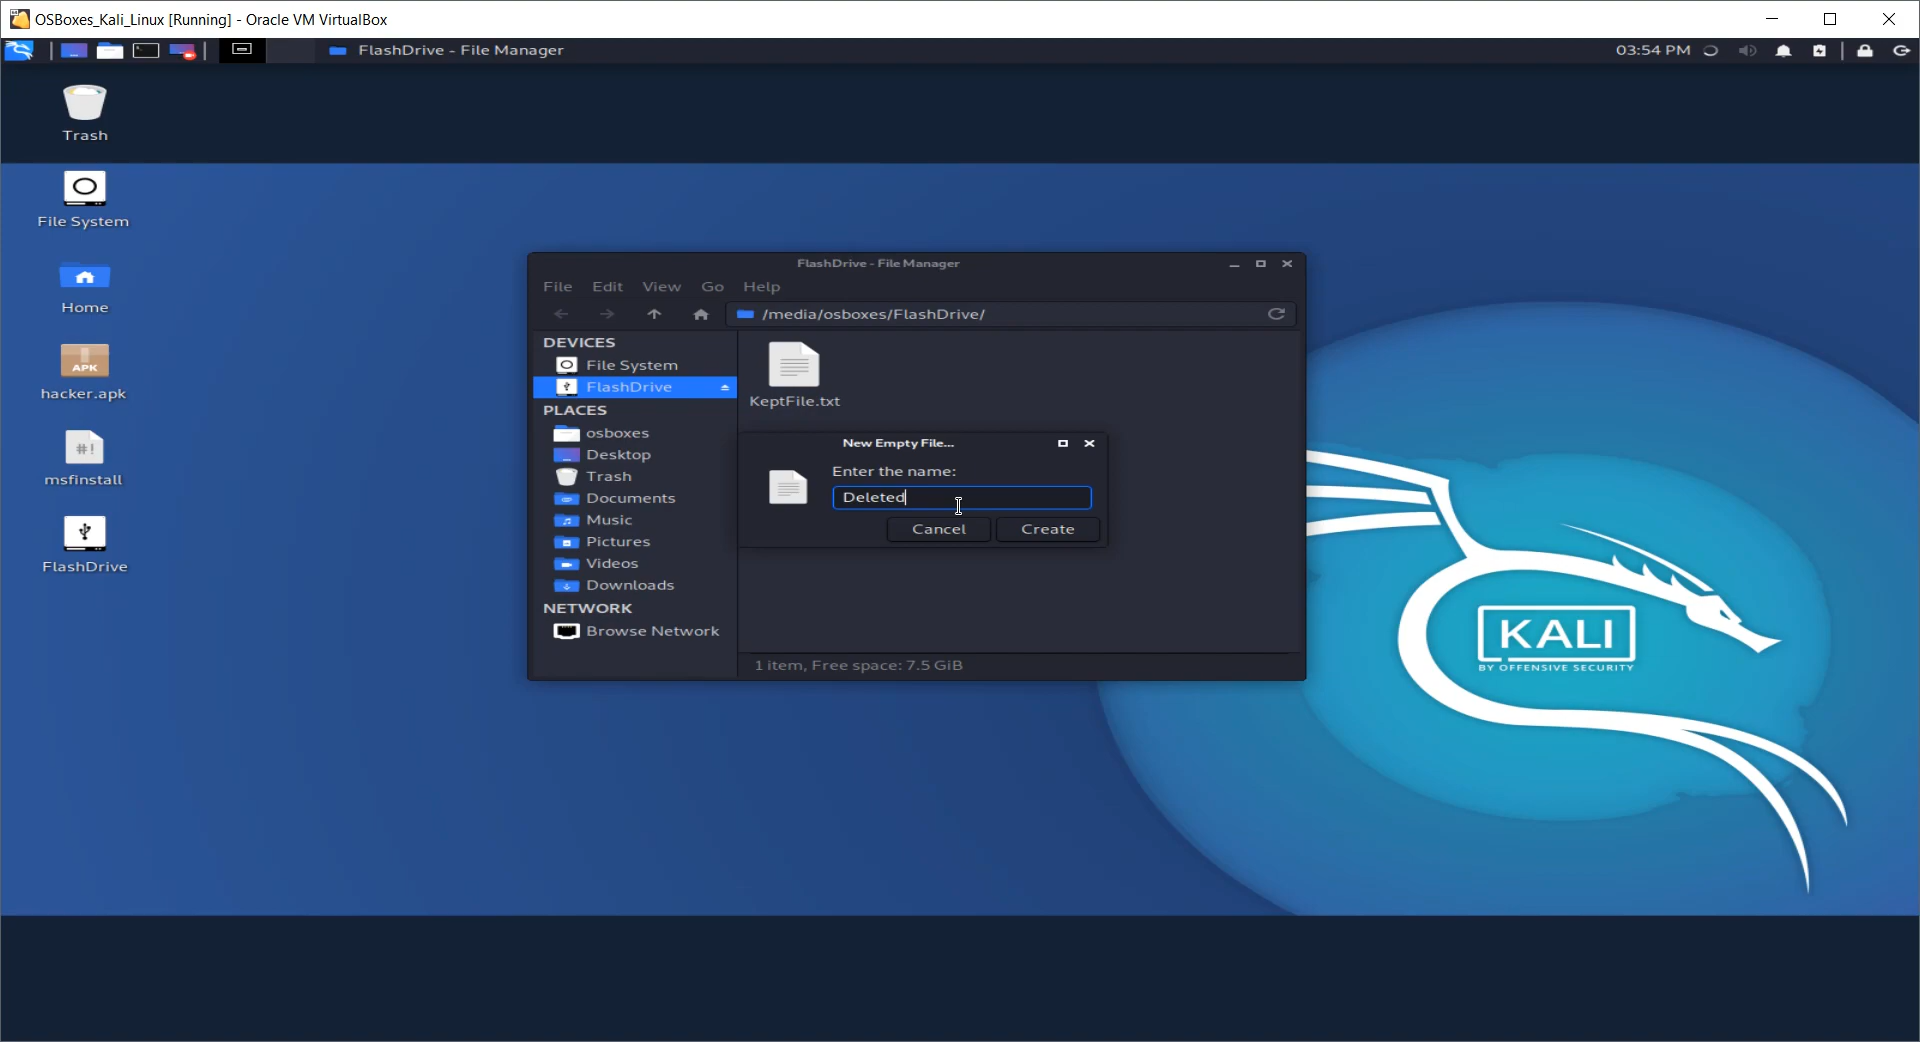 OSBoxes_Kali_Linux [Running] - Oracle VM VirtualBox
FlashDrive - File Manager
03:54 PM
Trash
File System
Home
APK
hacker.apk
#!
msfinstall
FlashDrive
FlashDrive - File Manager
File Edit View Go Help
/media/osboxes/FlashDrive/
DEVICES
File System
FlashDrive
PLACES
osboxes
Desktop
Trash
Documents
Music
Pictures
Videos
Downloads
NETWORK
Browse Network
KeptFile.txt
New Empty File...
Enter the name:
Deleted
Cancel Create
1 item, Free space: 7.5 GiB
KALI
BY OFFENSIVE SECURITY